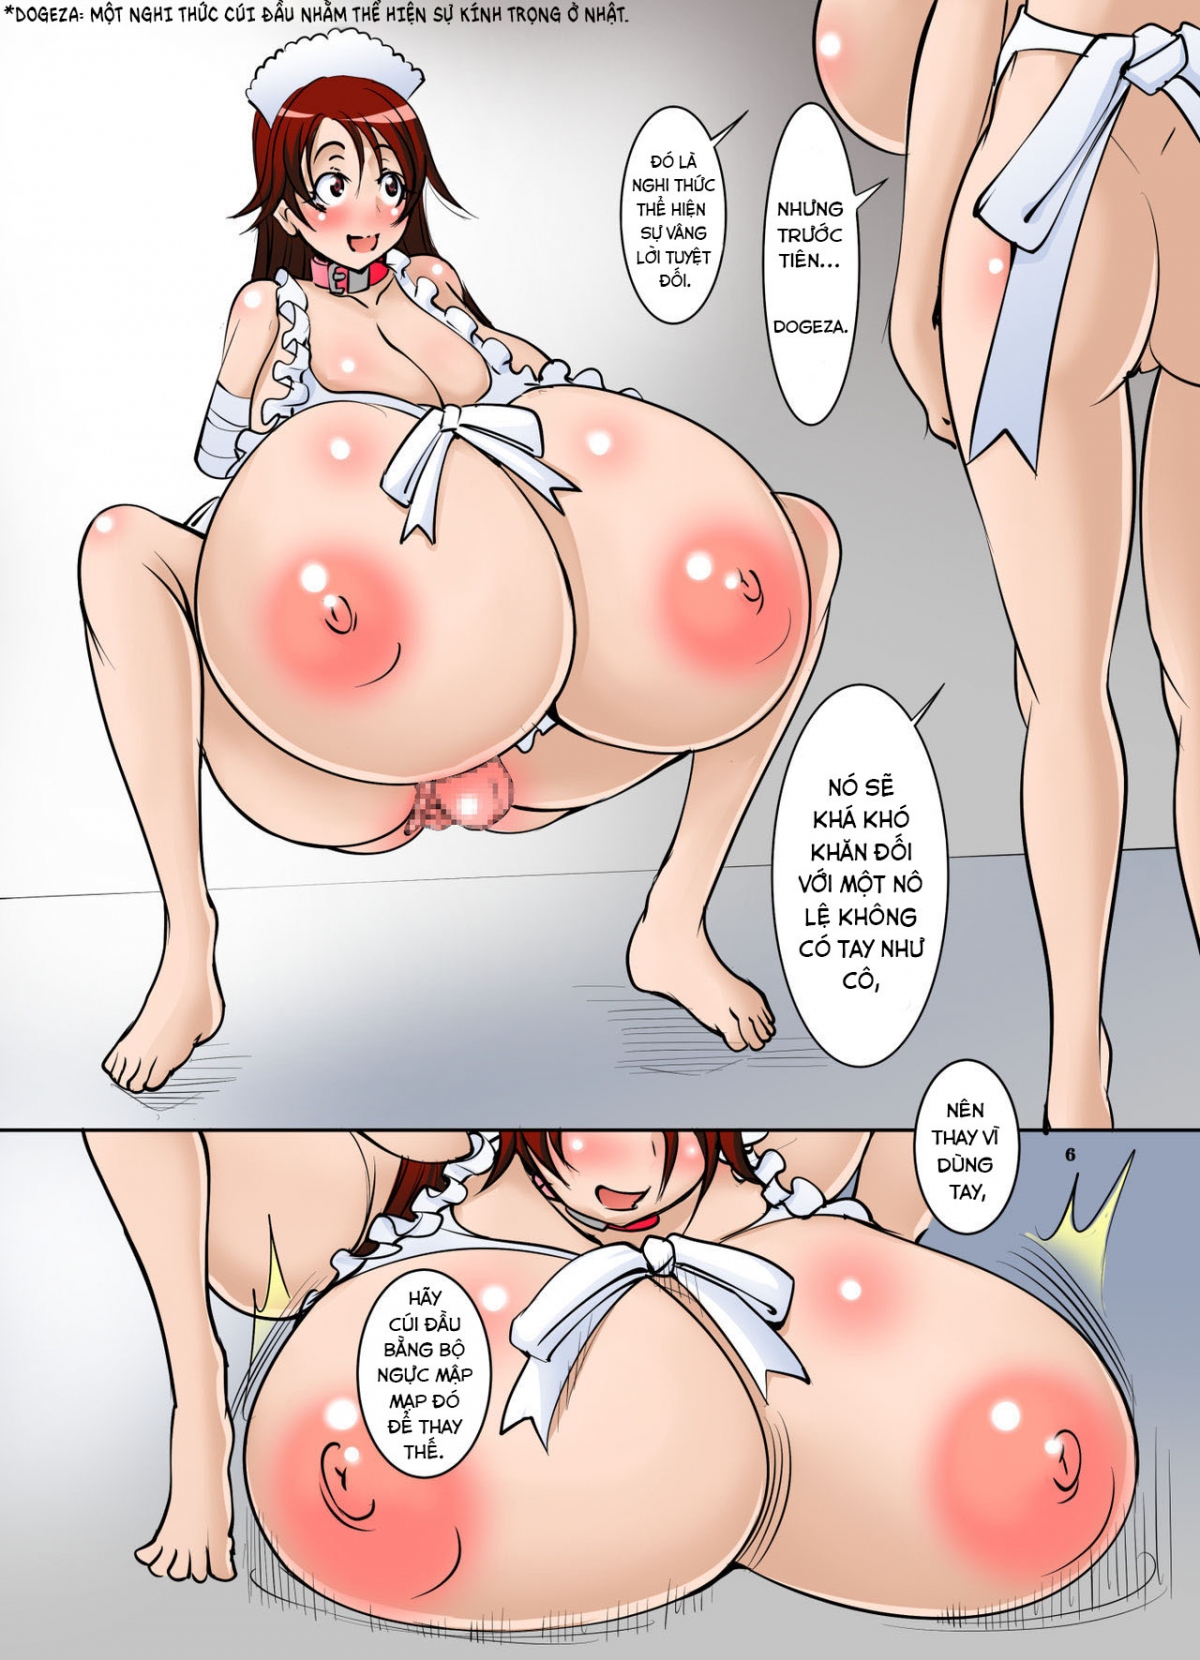 *DOGEZA: MỘT NGHI THỨC CÚI ĐẦU NHẰM THỂ HIỆN SỰ KÍNH TRỌNG Ở NHẬT.
NHƯNG
TRƯỚC
TIÊN...
DOGEZA.
ĐÓ LÀ
NGHI THỨC
THỂ HIỆN
SỰ VÂNG
LỜI TUYỆT
ĐỐI.
NÓ SẼ
KHÁ KHÓ
KHĂN ĐỐI
VỚI MỘT NÔ
LỆ KHÔNG
CÓ TAY NHƯ
CÔ,
NÊN
THAY VÌ
DÙNG
TAY,
6
HÃY
CÚI ĐẦU
BẰNG BỘ
NGỰC MẬP
MẠP ĐÓ
ĐỂ THAY
THẾ.